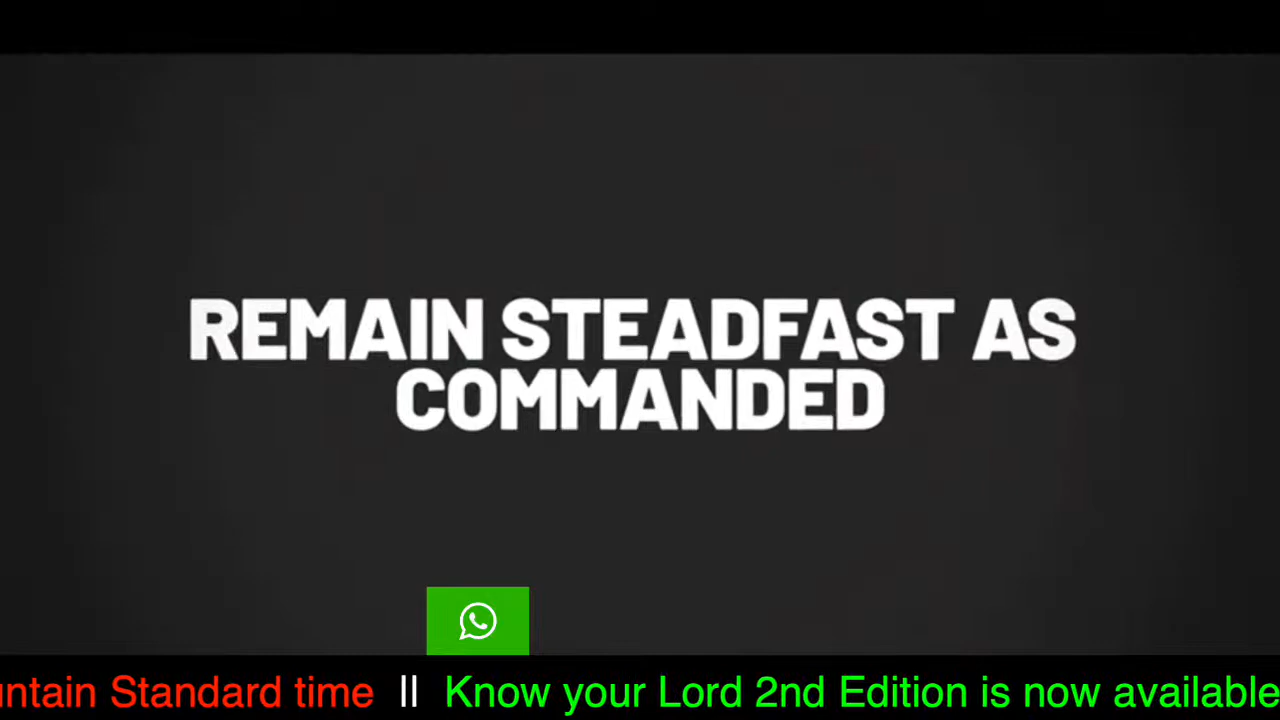 REMAIN STEADFAST AS
COMMANDED
untain Standard time || Know your Lord 2nd Edition is now available